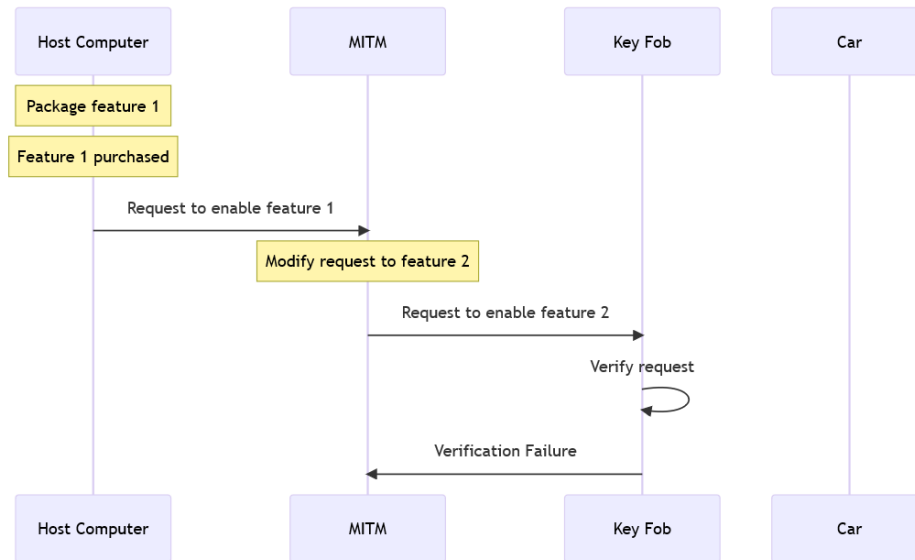 Host Computer
MITM
Key Fob
Car
Package feature 1
Feature 1 purchased
Request to enable feature 1
Modify request to feature 2
Request to enable feature 2
Verify request
Verification Failure
Host Computer
MITM
Key Fob
Car